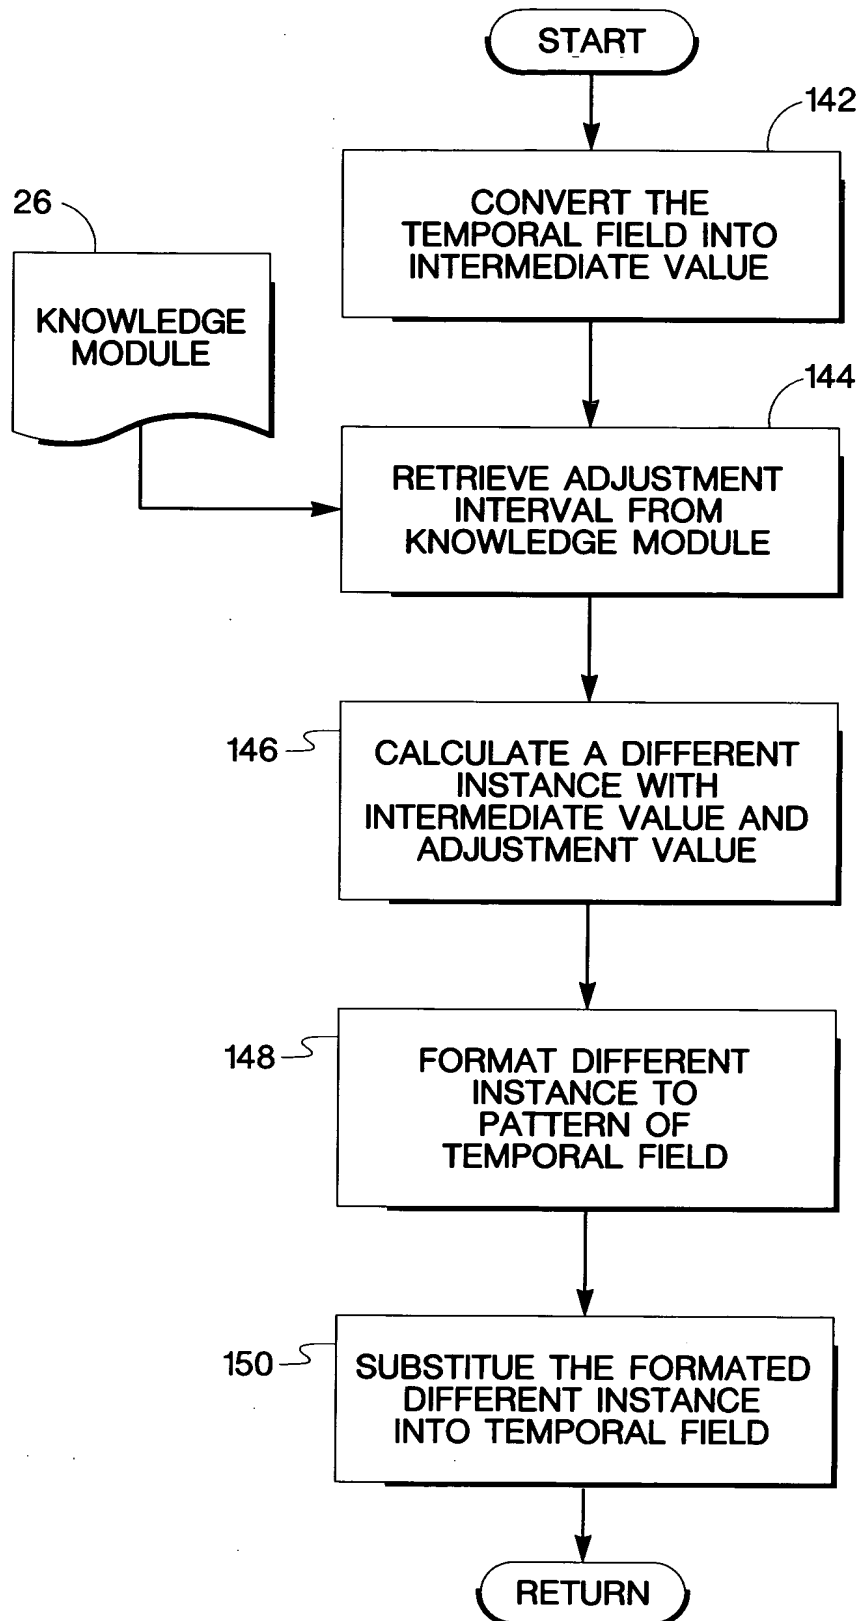 START
142
CONVERT THE
TEMPORAL FIELD INTO
INTERMEDIATE VALUE
26
KNOWLEDGE
MODULE
144
RETRIEVE ADJUSTMENT
INTERVAL FROM
KNOWLEDGE MODULE
146
CALCULATE A DIFFERENT
INSTANCE WITH
INTERMEDIATE VALUE AND
ADJUSTMENT VALUE
148
FORMAT DIFFERENT
INSTANCE TO
PATTERN OF
TEMPORAL FIELD
150
SUBSTITUE THE FORMATED
DIFFERENT INSTANCE
INTO TEMPORAL FIELD
RETURN